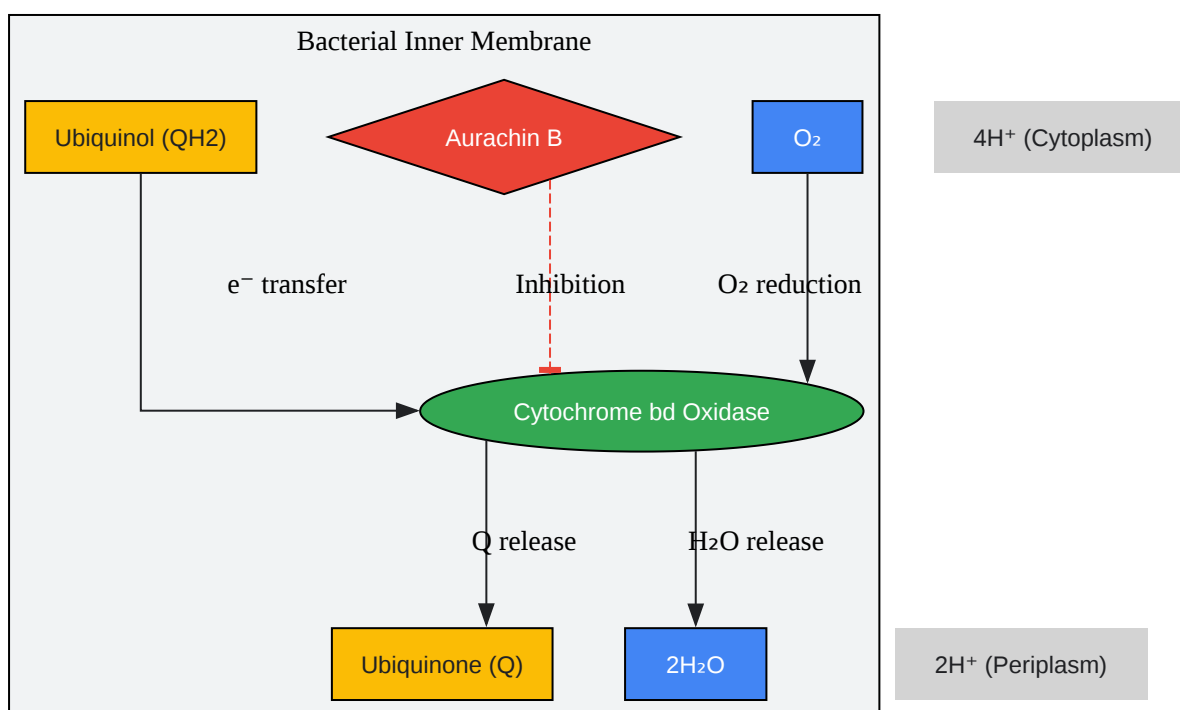 Bacterial Inner Membrane
Ubiquinol (QH2)
Aurachin B
O₂
4H⁺ (Cytoplasm)
e⁻ transfer
Inhibition
O₂ reduction
Cytochrome bd Oxidase
Q release
H₂O release
Ubiquinone (Q)
2H₂O
2H⁺ (Periplasm)